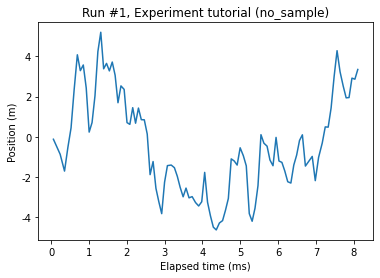 Run #1, Experiment tutorial (no_sample)
Position (m)
4
2
0
-2
-4
0 1 2 3 4 5 6 7 8
Elapsed time (ms)